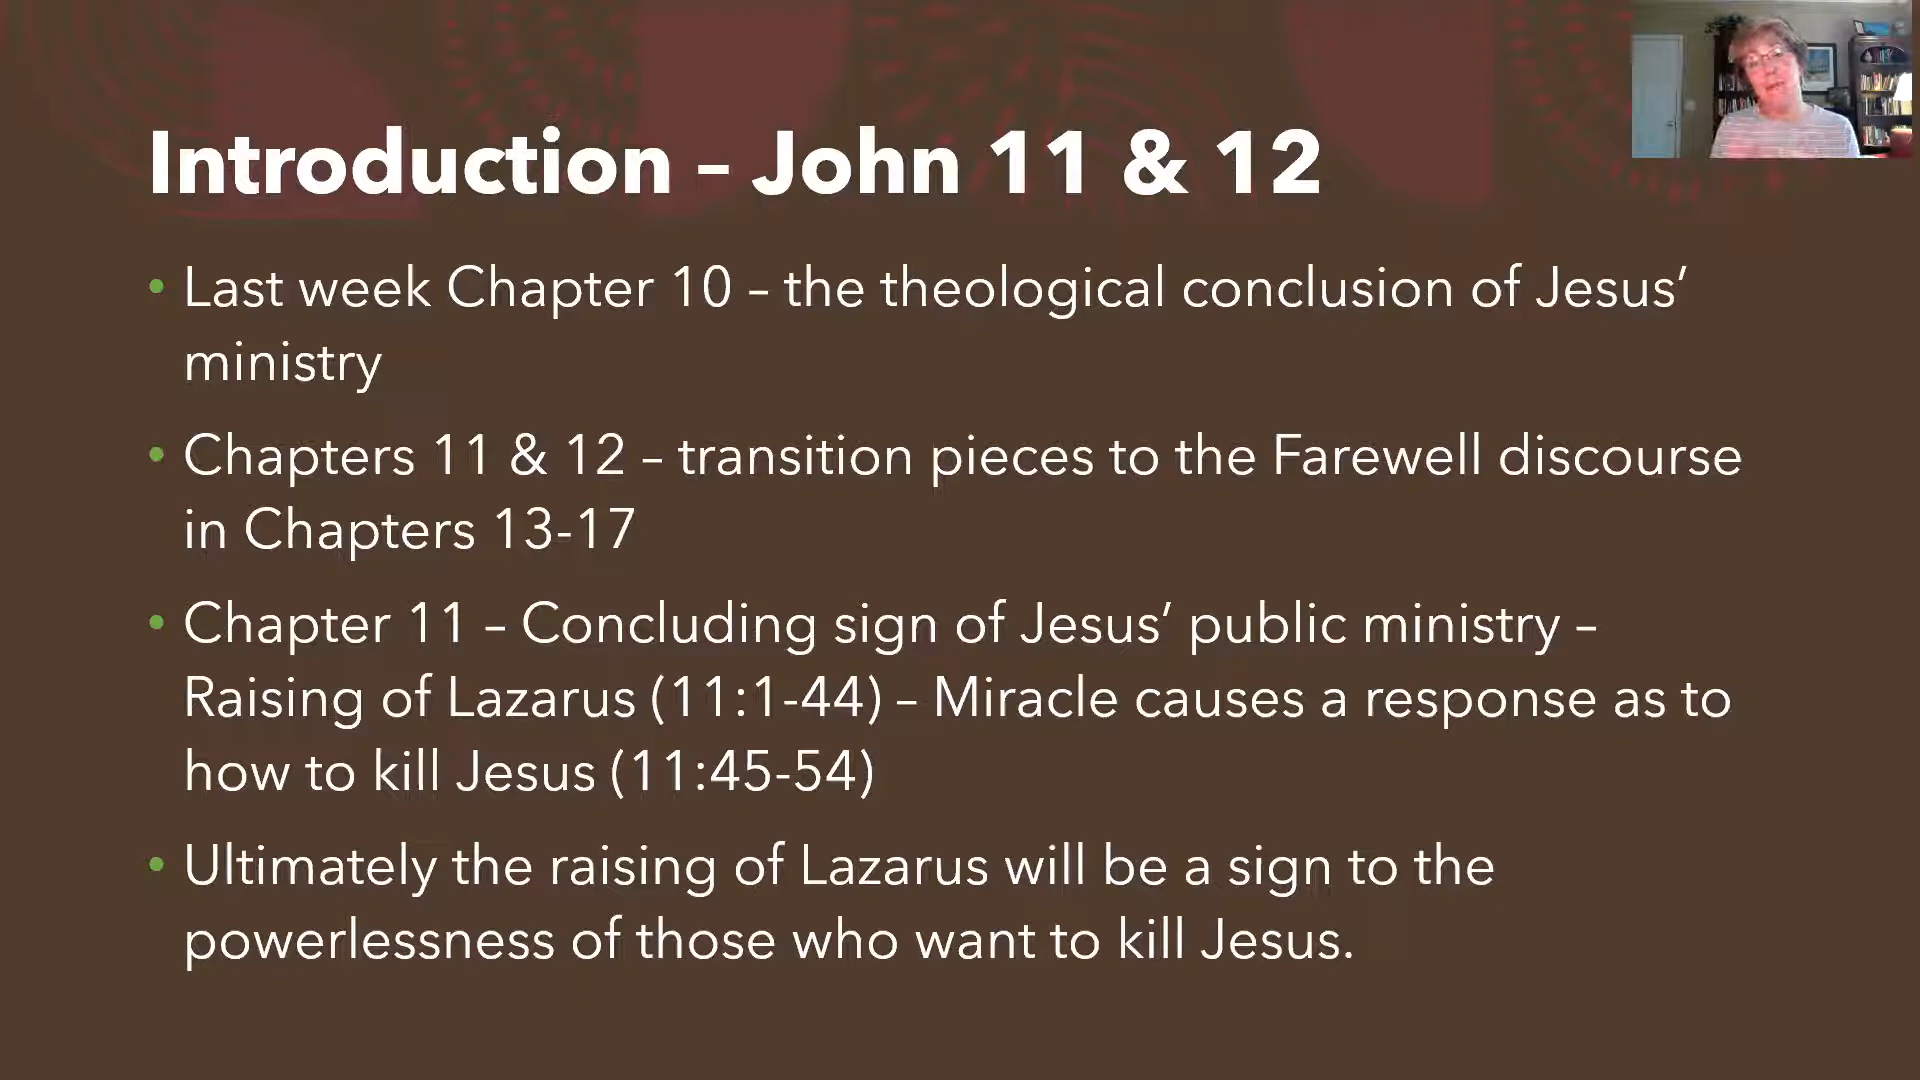 Introduction – John 11 & 12
• Last week Chapter 10 – the theological conclusion of Jesus’
ministry
• Chapters 11 & 12 – transition pieces to the Farewell discourse
in Chapters 13-17
• Chapter 11 – Concluding sign of Jesus’ public ministry –
Raising of Lazarus (11:1-44) – Miracle causes a response as to
how to kill Jesus (11:45-54)
• Ultimately the raising of Lazarus will be a sign to the
powerlessness of those who want to kill Jesus.